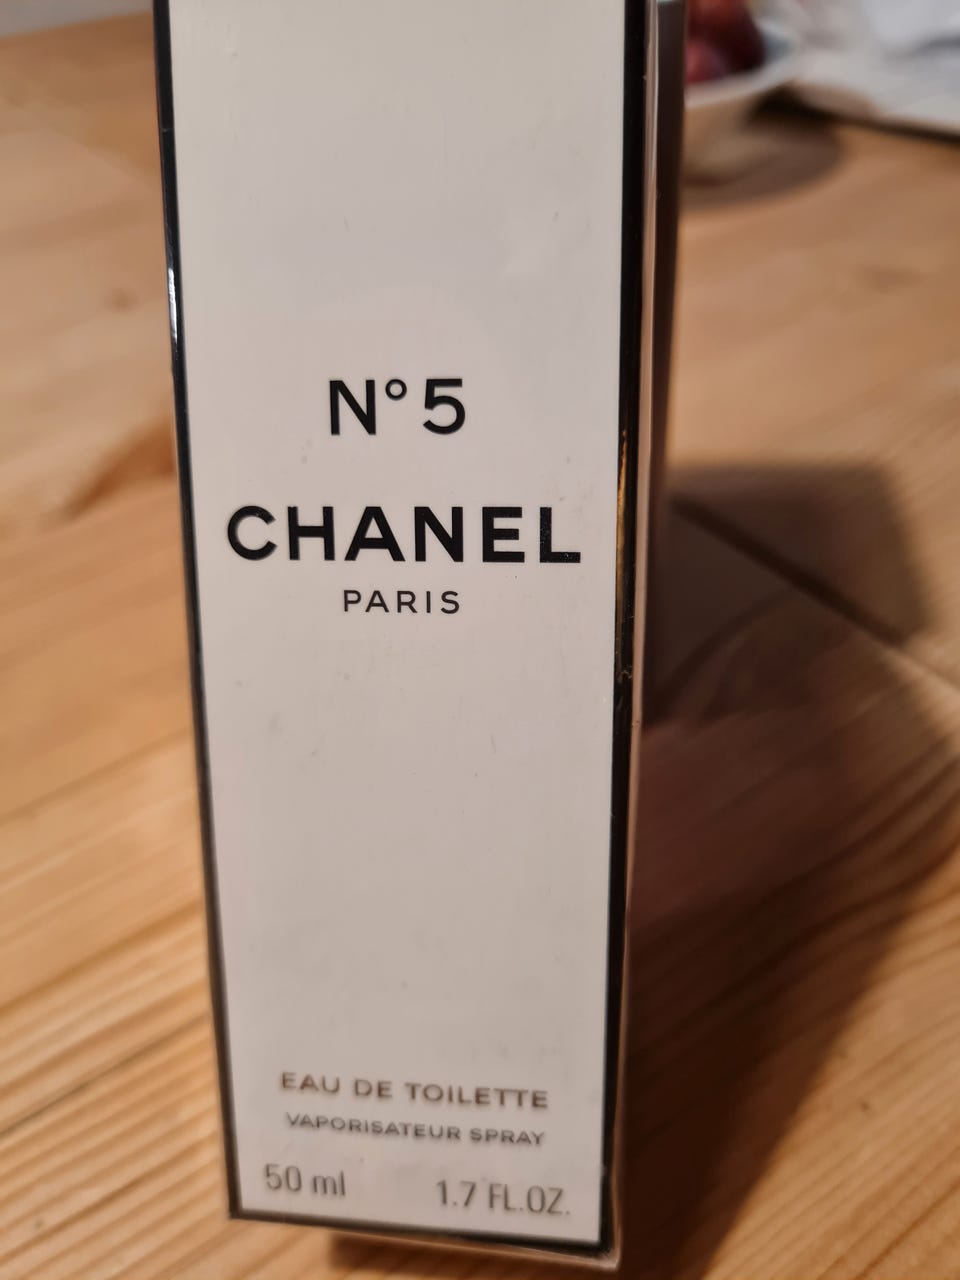 N°5
CHANEL
PARIS
EAU DE TOILETTE
VAPORISATEUR SPRAY
50 ml 1.7 FL.OZ.